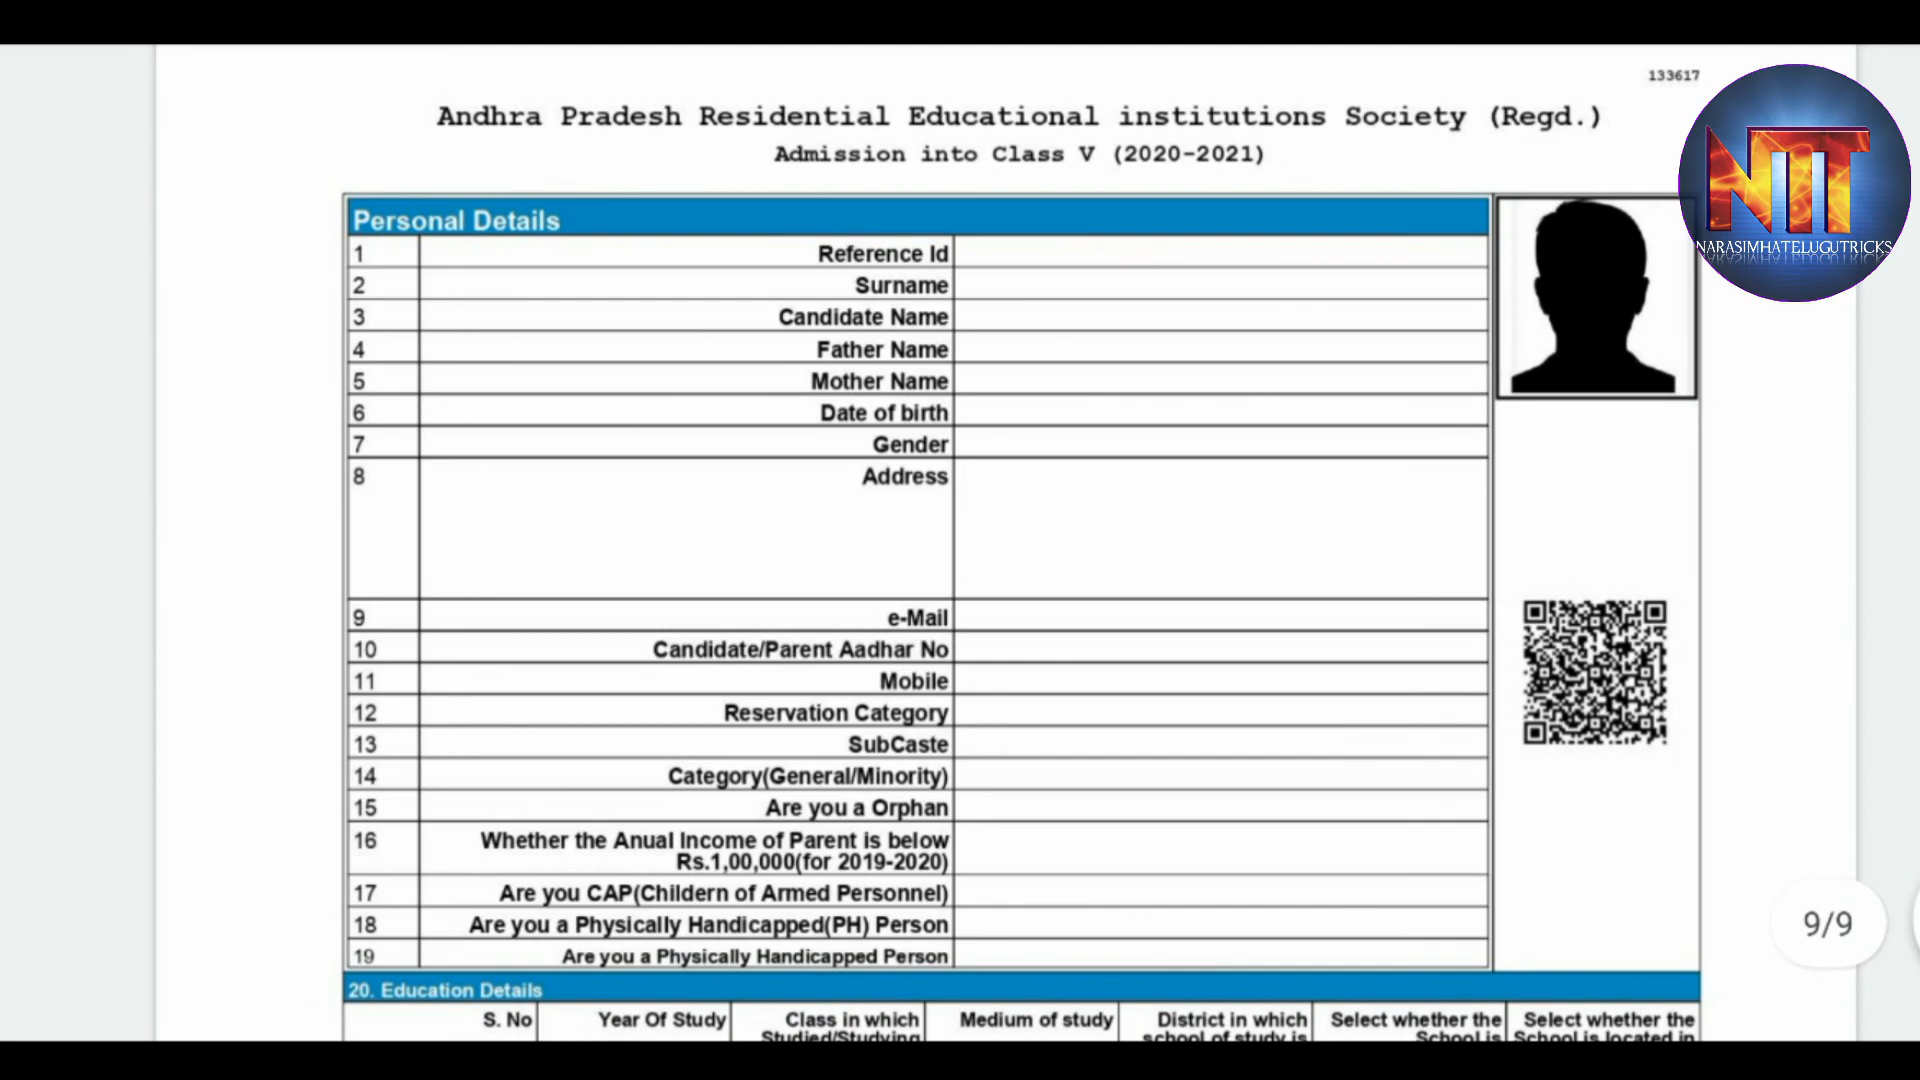 133617
Andhra Pradesh Residential Educational institutions Society (Regd.)
Admission into Class V (2020-2021)
NIT
NARASIMHATELUGUTRICKS
Personal Details
1 Reference Id
2 Surname
3 Candidate Name
4 Father Name
5 Mother Name
6 Date of birth
7 Gender
8 Address
9 e-Mail
10 Candidate/Parent Aadhar No
11 Mobile
12 Reservation Category
13 SubCaste
14 Category(General/Minority)
15 Are you a Orphan
16 Whether the Anual Income of Parent is below
Rs.1,00,000(for 2019-2020)
17 Are you CAP(Childern of Armed Personnel)
18 Are you a Physically Handicapped(PH) Person
19 Are you a Physically Handicapped Person
9/9
20. Education Details
S. No Year Of Study Class in which Medium of study District in which Select whether the Select whether the
Studied/Studying school of study is School is School is located in